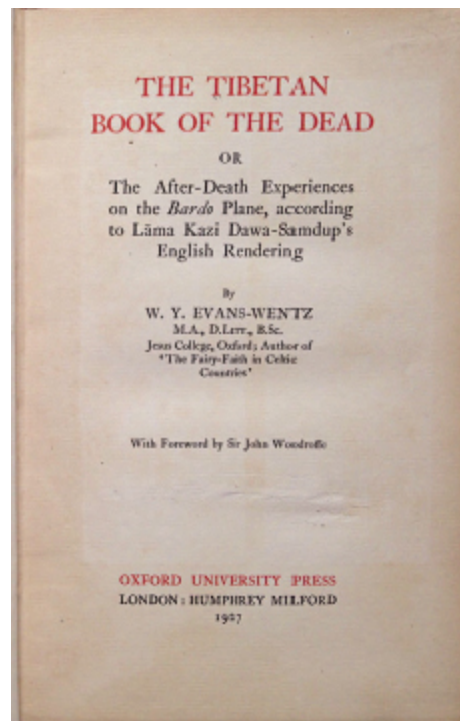 THE TIBETAN
BOOK OF THE DEAD
OR
The After-Death Experiences
on the Bardo Plane, according
to Lāma Kazi Dawa-Samdup's
English Rendering
By
W. Y. EVANS-WENTZ
M.A., D.Litt., B.Sc.
Jesus College, Oxford; Author of
'The Fairy-Faith in Celtic
Countries'
With Foreword by Sir John Woodroffe
OXFORD UNIVERSITY PRESS
LONDON: HUMPHREY MILFORD
1927